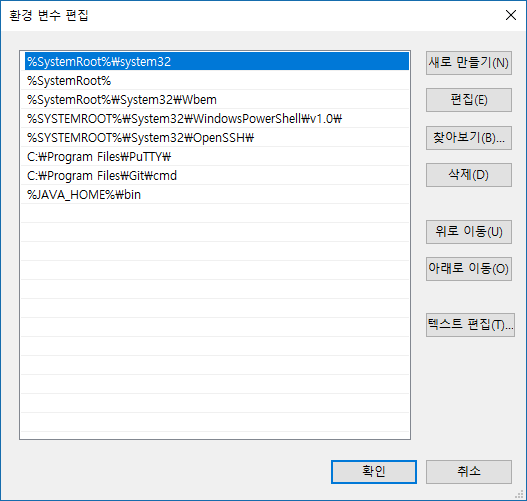 환경 변수 편집
%SystemRoot%₩system32
%SystemRoot%
%SystemRoot%₩System32₩Wbem
%SYSTEMROOT%₩System32₩WindowsPowerShell₩v1.0₩
%SYSTEMROOT%₩System32₩OpenSSH₩
C:₩Program Files₩PuTTY₩
C:₩Program Files₩Git₩cmd
%JAVA_HOME%₩bin
새로 만들기(N)
편집(E)
찾아보기(B)...
삭제(D)
위로 이동(U)
아래로 이동(O)
텍스트 편집(T)...
확인
취소